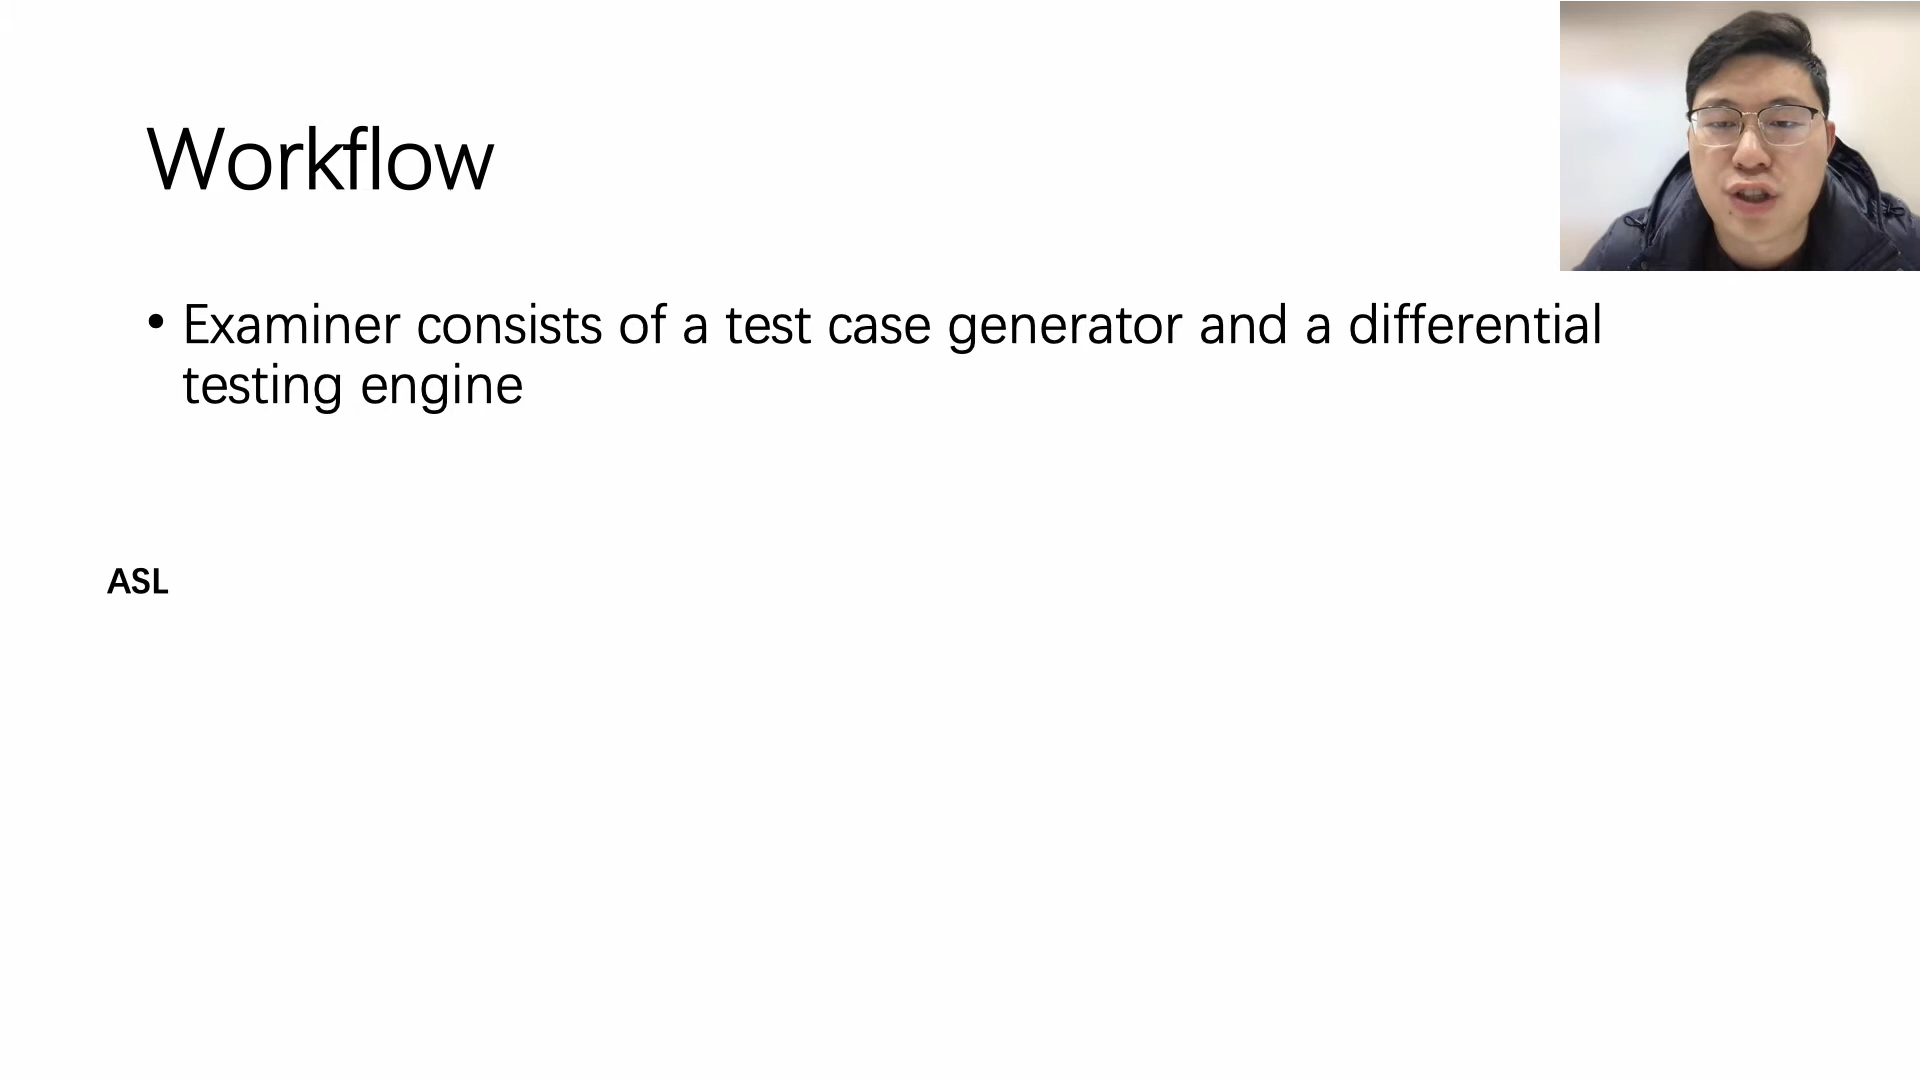 Workflow
• Examiner consists of a test case generator and a differential
testing engine
ASL